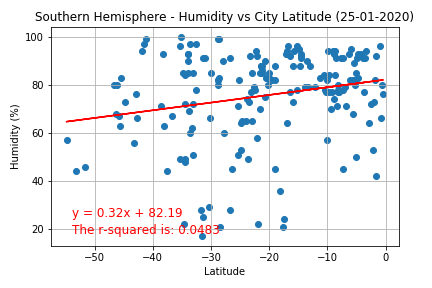 Southern Hemisphere - Humidity vs City Latitude (25-01-2020)
100
80
60
40
20
Humidity (%)
y = 0.32x + 82.19
The r-squared is: 0.0483
−50
−40
−30
−20
−10
0
Latitude